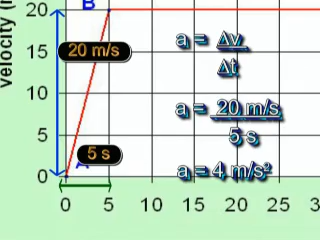 velocity (
20
B
15
20 m/s
10
5
5 s
A
0
0
5
10
15
20
25
3
a = Δv
Δt
a = 20 m/s
5 s
a = 4 m/s²